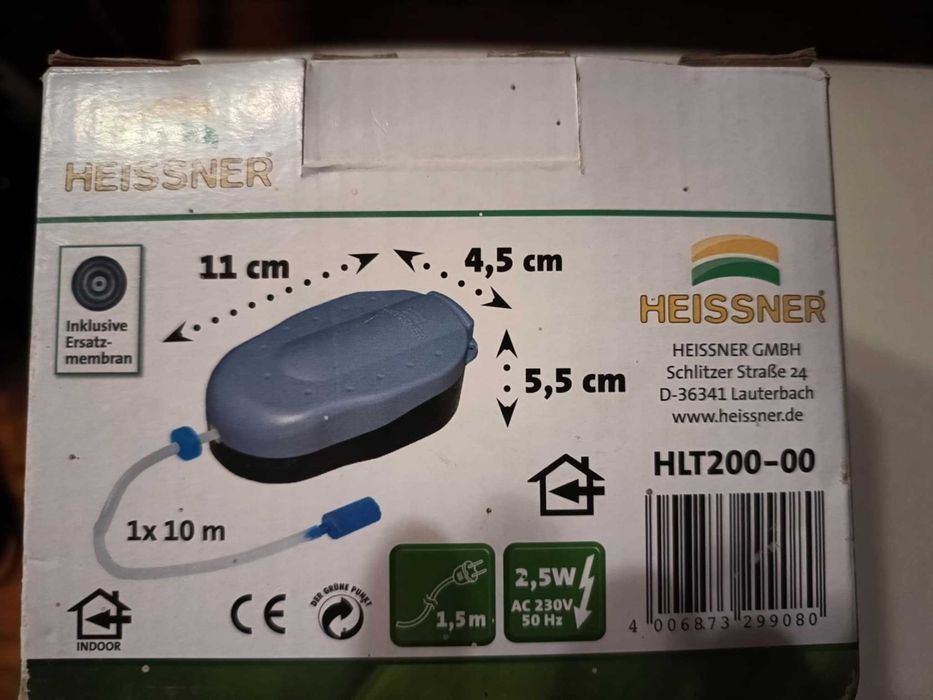 HEISSNER
11 cm
4,5 cm
5,5 cm
Inklusive
Ersatz-
membran
HEISSNER
HEISSNER GMBH
Schlitzer Straße 24
D-36341 Lauterbach
www.heissner.de
HLT200-00
1x 10 m
INDOOR
CE
DER GRÜNE PUNKT
1,5m
2,5W
AC 230V
50 Hz
4 006873 299080